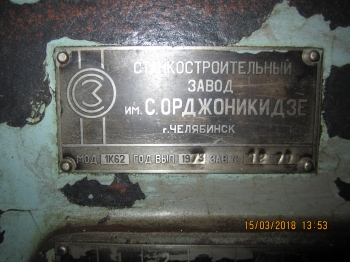 СТАНКОСТРОИТЕЛЬНЫЙ
ЗАВОД
ИМ. С. ОРДЖОНИКИДЗЕ
Г. ЧЕЛЯБИНСК
МОД. 1К62 ГОД ВЫП. 1973 ЗАВ. №
15/03/2018 13:53